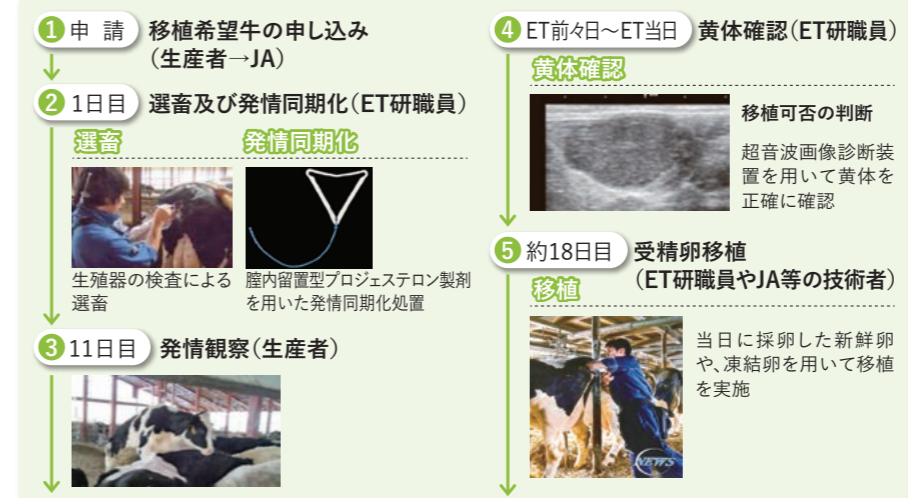 ❶申 請 移植希望牛の申し込み
(生産者→JA)
❷1日目 選畜及び発情同期化(ET研職員)
選畜 発情同期化
生殖器の検査による
選畜
腟内留置型プロジェステロン製剤
を用いた発情同期化処置
❸11日目 発情観察(生産者)
❹ET前々日～ET当日 黄体確認(ET研職員)
黄体確認
移植可否の判断
超音波画像診断装
置を用いて黄体を
正確に確認
❺約18日目 受精卵移植
(ET研職員やJA等の技術者)
移植
当日に採卵した新鮮卵
や、凍結卵を用いて移植
を実施
NEWS